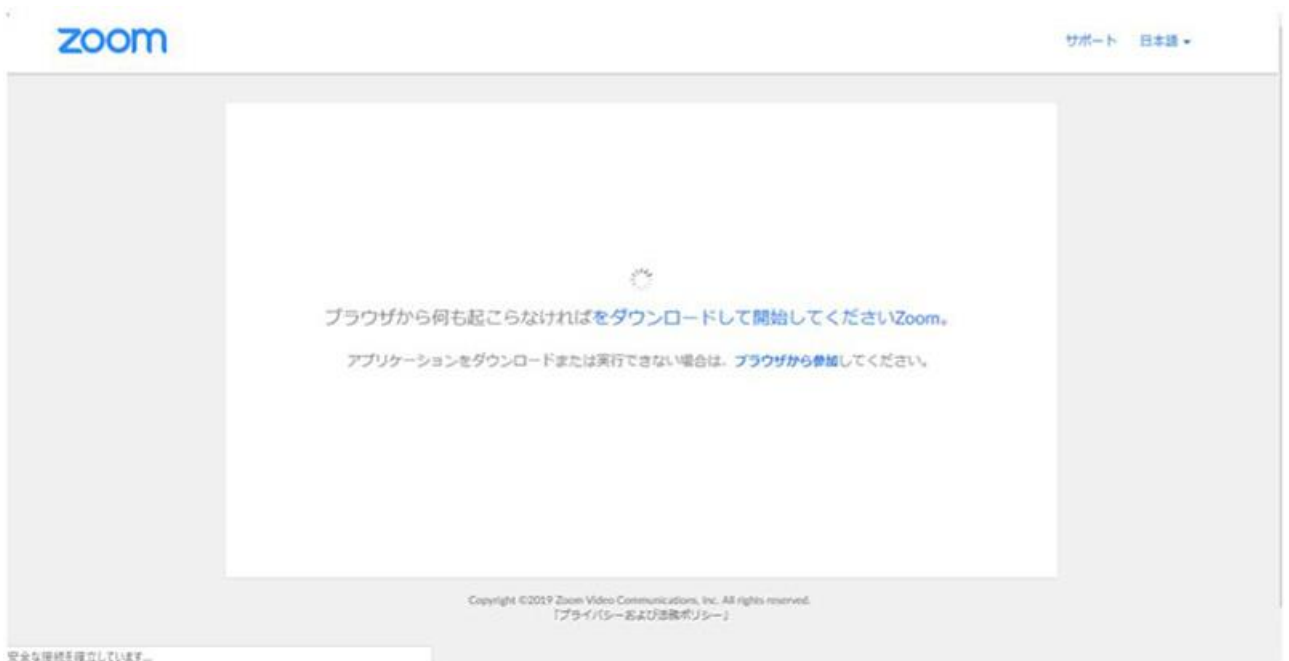 zoom
サポート 日本語
ブラウザから何も起こらなければをダウンロードして開始してくださいZoom。
アプリケーションをダウンロードまたは実行できない場合は、ブラウザから参加してください。
Copyright ©2019 Zoom Video Communications, Inc. All rights reserved.
「プライバシーおよび法務ポリシー」
安全な接続を確立しています...